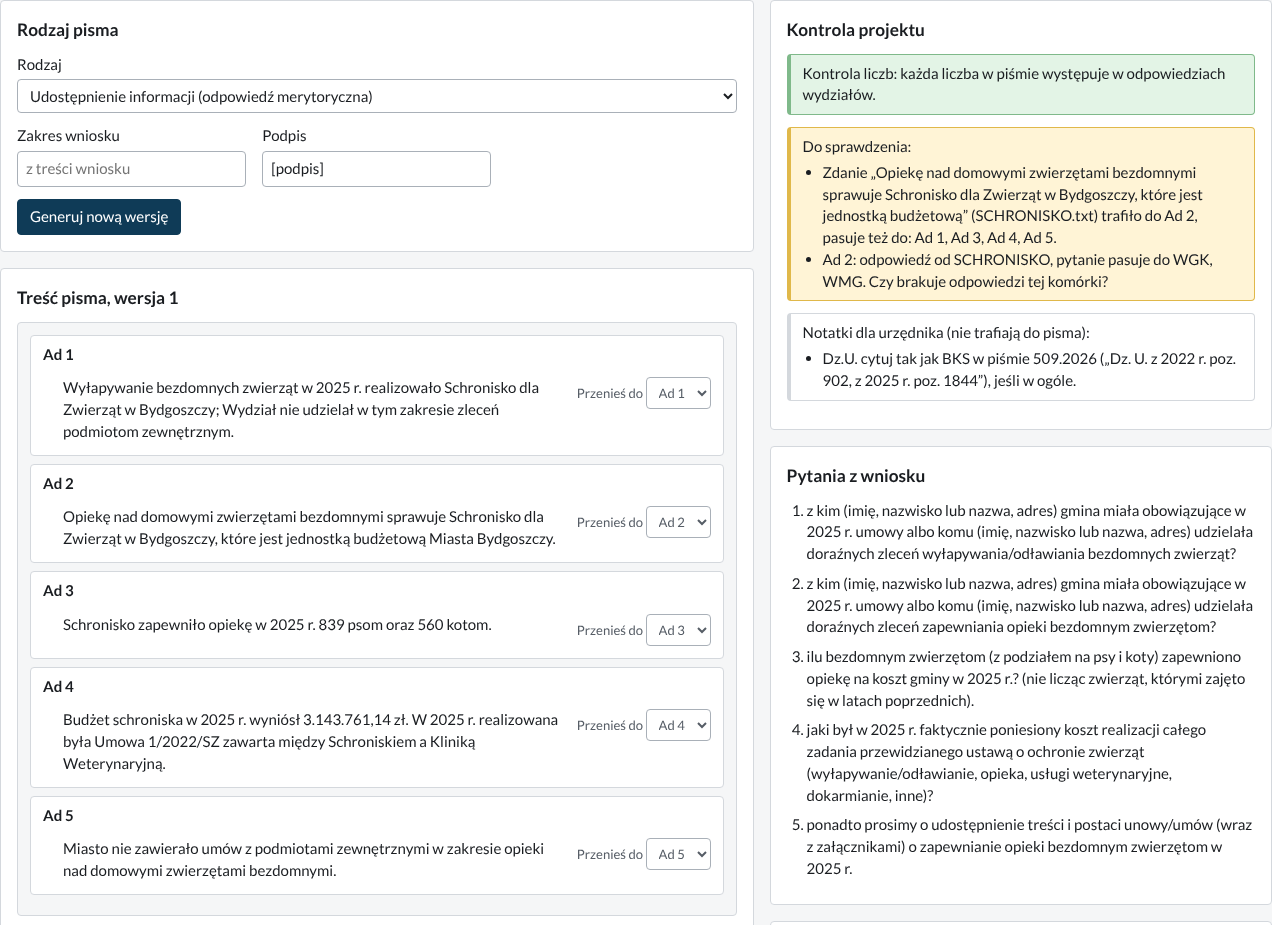 Rodzaj pisma
Rodzaj
Udostępnienie informacji (odpowiedź merytoryczna)
Zakres wniosku
Podpis
z treści wniosku
[podpis]
Generuj nową wersję
Treść pisma, wersja 1
Ad 1
Wyłapywanie bezdomnych zwierząt w 2025 r. realizowało Schronisko dla
Zwierząt w Bydgoszczy; Wydział nie udzielał w tym zakresie zleceń
podmiotom zewnętrznym.
Przenieś do
Ad 1
Ad 2
Opiekę nad domowymi zwierzętami bezdomnymi sprawuje Schronisko dla
Zwierząt w Bydgoszczy, które jest jednostką budżetową Miasta Bydgoszczy.
Przenieś do
Ad 2
Ad 3
Schronisko zapewniło opiekę w 2025 r. 839 psom oraz 560 kotom.
Przenieś do
Ad 3
Ad 4
Budżet schroniska w 2025 r. wyniósł 3.143.761,14 zł. W 2025 r. realizowana
była Umowa 1/2022/SZ zawarta między Schroniskiem a Kliniką
Weterynaryjną.
Przenieś do
Ad 4
Ad 5
Miasto nie zawierało umów z podmiotami zewnętrznymi w zakresie opieki
nad domowymi zwierzętami bezdomnymi.
Przenieś do
Ad 5
Kontrola projektu
Kontrola liczb: każda liczba w piśmie występuje w odpowiedziach
wydziałów.
Do sprawdzenia:
• Zdanie „Opiekę nad domowymi zwierzętami bezdomnymi
sprawuje Schronisko dla Zwierząt w Bydgoszczy, które jest
jednostką budżetową” (SCHRONISKO.txt) trafiło do Ad 2,
pasuje też do: Ad 1, Ad 3, Ad 4, Ad 5.
• Ad 2: odpowiedź od SCHRONISKO, pytanie pasuje do WGK,
WMG. Czy brakuje odpowiedzi tej komórki?
Notatki dla urzędnika (nie trafiają do pisma):
• Dz.U. cytuj tak jak BKS w piśmie 509.2026 („Dz. U. z 2022 r. poz.
902, z 2025 r. poz. 1844”), jeśli w ogóle.
Pytania z wniosku
1. z kim (imię, nazwisko lub nazwa, adres) gmina miała obowiązujące w
2025 r. umowy albo komu (imię, nazwisko lub nazwa, adres) udzielała
doraźnych zleceń wyłapywania/odławiania bezdomnych zwierząt?
2. z kim (imię, nazwisko lub nazwa, adres) gmina miała obowiązujące w
2025 r. umowy albo komu (imię, nazwisko lub nazwa, adres) udzielała
doraźnych zleceń zapewniania opieki bezdomnym zwierzętom?
3. ilu bezdomnym zwierzętom (z podziałem na psy i koty) zapewniono
opiekę na koszt gminy w 2025 r.? (nie licząc zwierząt, którymi zajęto
się w latach poprzednich).
4. jaki był w 2025 r. faktycznie poniesiony koszt realizacji całego
zadania przewidzianego ustawą o ochronie zwierząt
(wyłapywanie/odławianie, opieka, usługi weterynaryjne,
dokarmianie, inne)?
5. ponadto prosimy o udostępnienie treści i postaci unowy/umów (wraz
z załącznikami) o zapewnianie opieki bezdomnym zwierzętom w
2025 r.